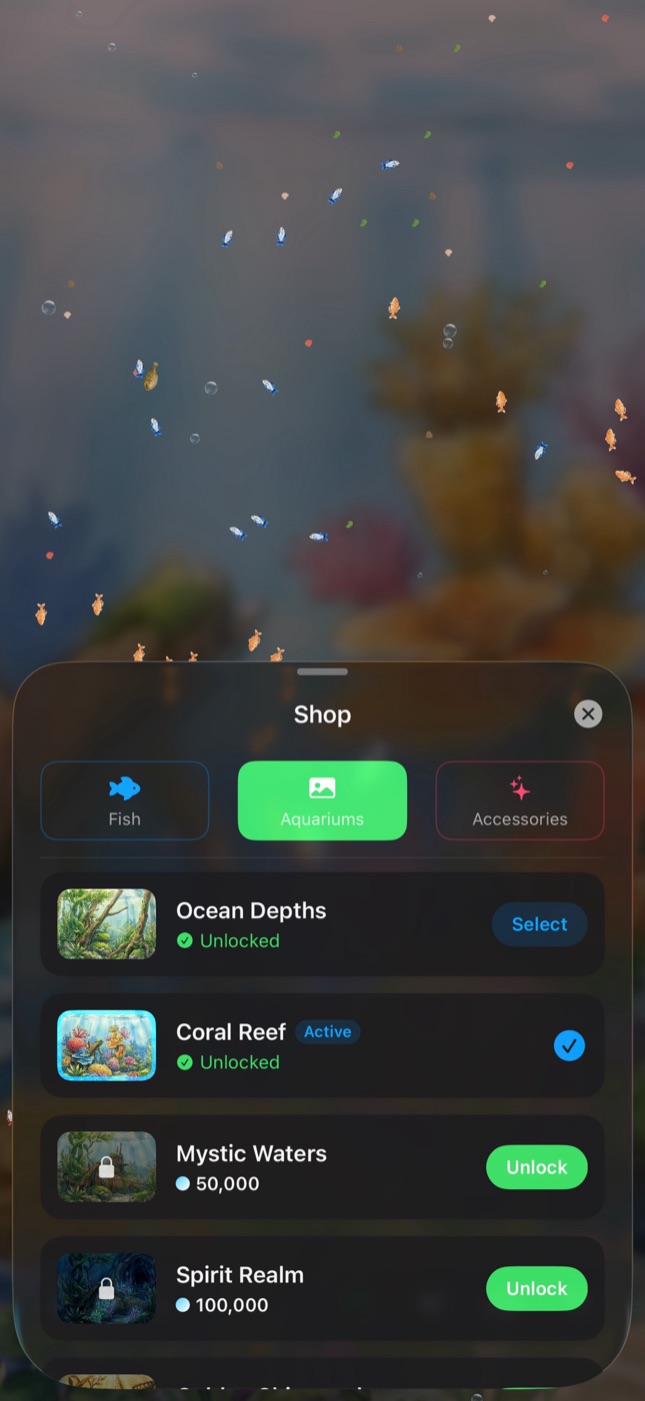 Shop
Fish
Aquariums
Accessories
Ocean Depths
Unlocked
Select
Coral Reef
Active
Unlocked
Mystic Waters
50,000
Unlock
Spirit Realm
100,000
Unlock